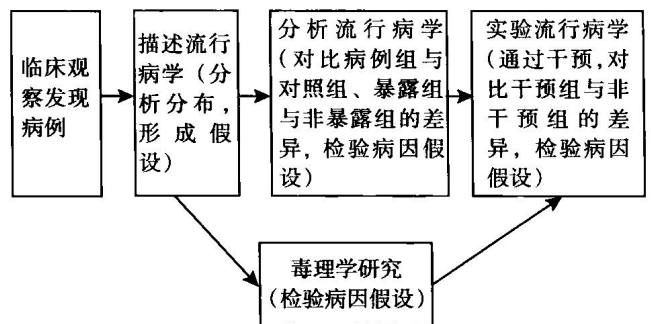 临床观
察发现
病例
描述流行
病学（分
析分布，
形成假
设）
分析流行病学
（对比病例组与
对照组、暴露组
与非暴露组的差
异，检验病因假
设）
实验流行病学
（通过干预，对
比干预组与非
干预组的差
异，检验病因
假设）
毒理学研究
（检验病因假设）